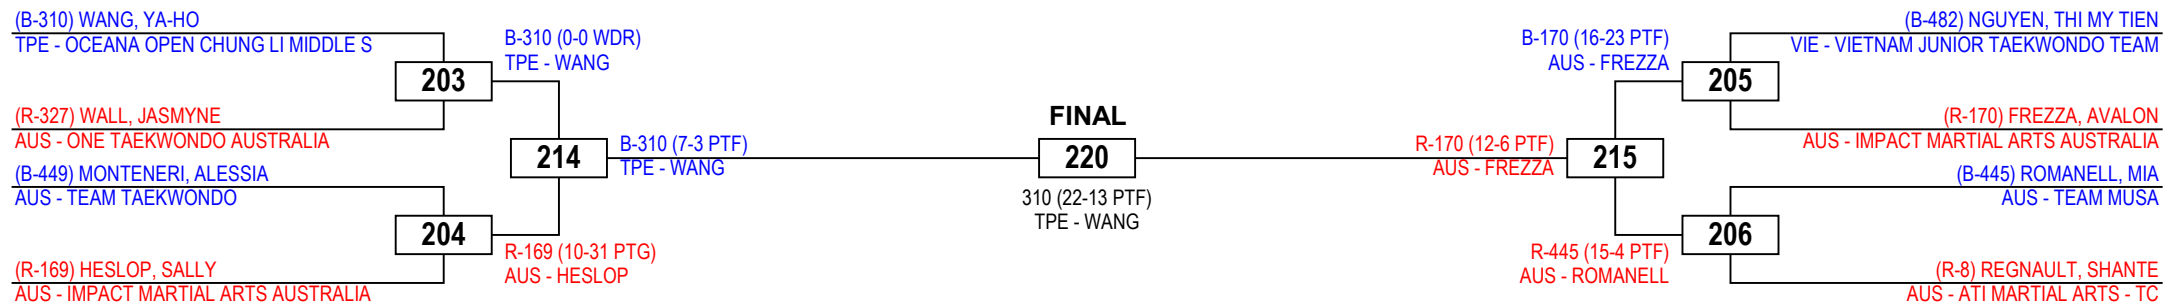 (B-310) WANG, YA-HO
TPE - OCEANA OPEN CHUNG LI MIDDLE S
203
(R-327) WALL, JASMYNE
AUS - ONE TAEKWONDO AUSTRALIA
(B-449) MONTENERI, ALESSIA
AUS - TEAM TAEKWONDO
204
(R-169) HESLOP, SALLY
AUS - IMPACT MARTIAL ARTS AUSTRALIA
B-310 (0-0 WDR)
TPE - WANG
214
R-169 (10-31 PTG)
AUS - HESLOP
B-310 (7-3 PTF)
TPE - WANG
FINAL
220
310 (22-13 PTF)
TPE - WANG
R-170 (12-6 PTF)
AUS - FREZZA
B-170 (16-23 PTF)
AUS - FREZZA
215
R-445 (15-4 PTF)
AUS - ROMANELL
(B-482) NGUYEN, THI MY TIEN
VIE - VIETNAM JUNIOR TAEKWONDO TEAM
205
(R-170) FREZZA, AVALON
AUS - IMPACT MARTIAL ARTS AUSTRALIA
(B-445) ROMANELL, MIA
AUS - TEAM MUSA
206
(R-8) REGNAULT, SHANTE
AUS - ATI MARTIAL ARTS - TC